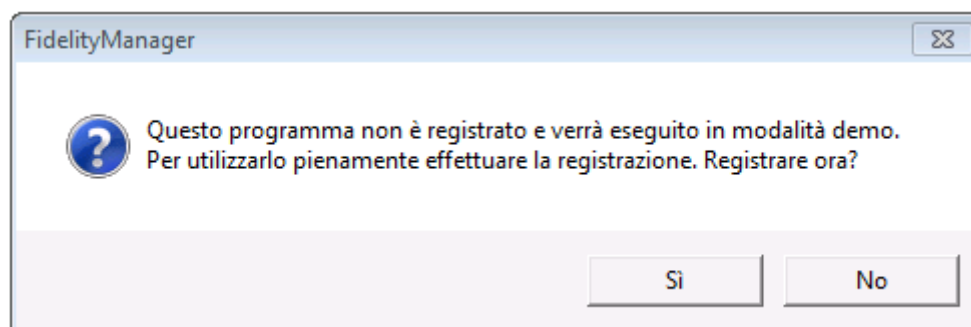 FidelityManager
Questo programma non è registrato e verrà eseguito in modalità demo.
Per utilizzarlo pienamente effettuare la registrazione. Registrare ora?
Sì
No